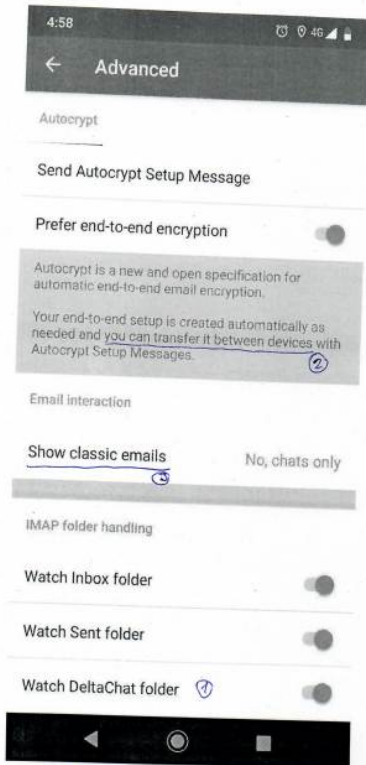 4:58
4G
Advanced
Autocrypt
Send Autocrypt Setup Message
Prefer end-to-end encryption
Autocrypt is a new and open specification for
automatic end-to-end email encryption.
Your end-to-end setup is created automatically as
needed and you can transfer it between devices with
Autocrypt Setup Messages.
2
Email interaction
Show classic emails
No, chats only
IMAP folder handling
Watch Inbox folder
Watch Sent folder
Watch DeltaChat folder
1